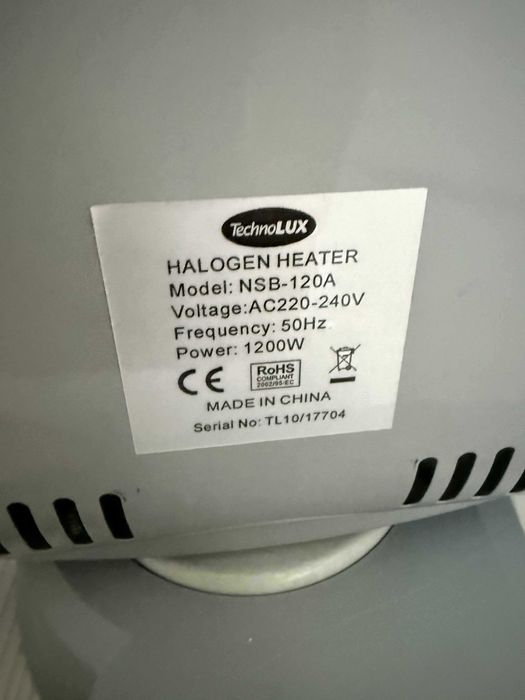 TechnoLUX
HALOGEN HEATER
Model: NSB-120A
Voltage:AC220-240V
Frequency: 50Hz
Power: 1200W
CE
RoHS
COMPLIANT
2002/95/EC
MADE IN CHINA
Serial No: TL10/17704